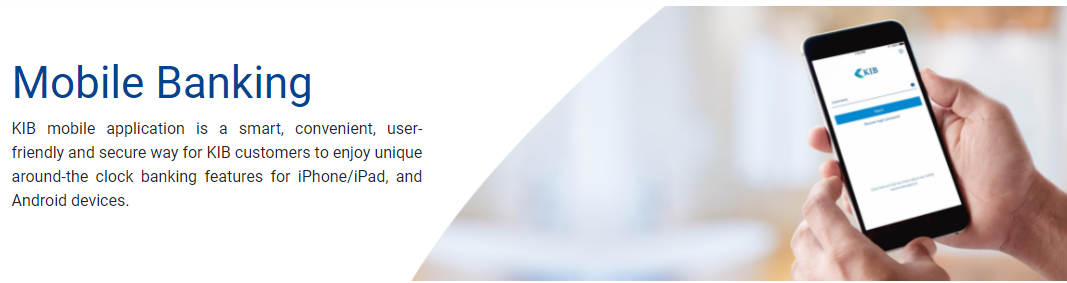 Mobile Banking
KIB mobile application is a smart, convenient, user-
friendly and secure way for KIB customers to enjoy unique
around-the clock banking features for iPhone/iPad, and
Android devices.
KIB